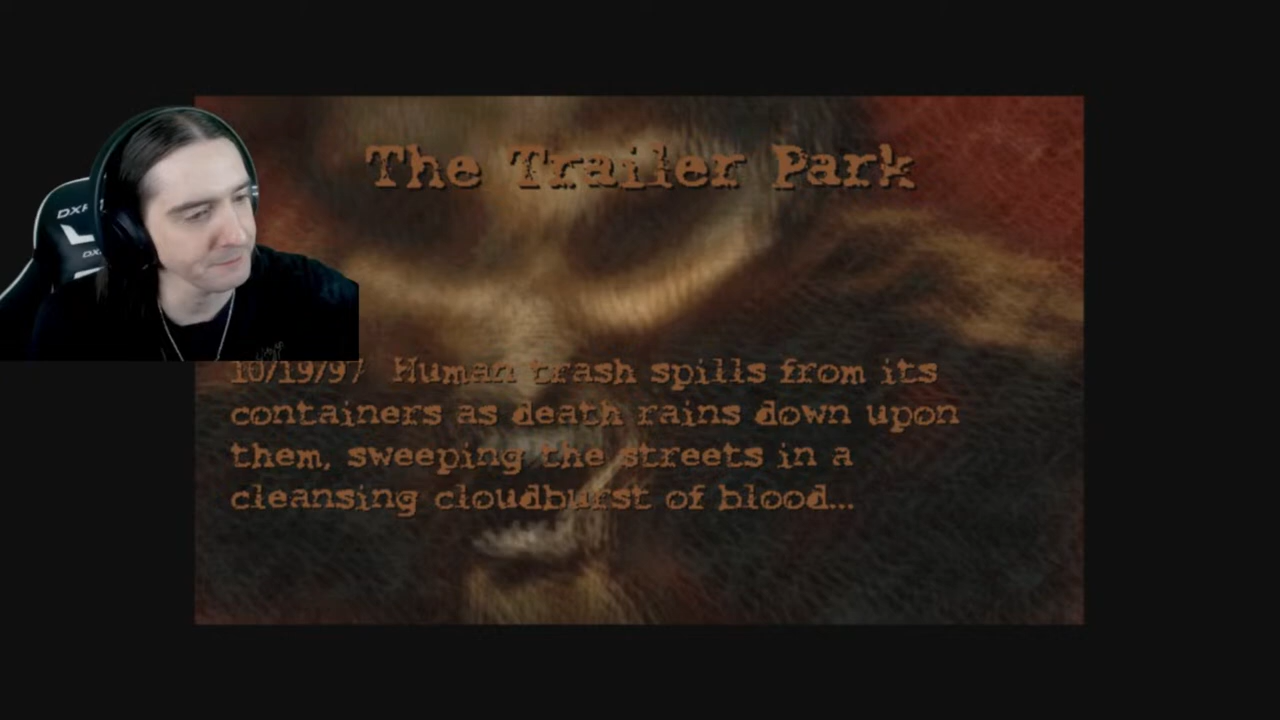 The Trailer Park
10/19/97 Human trash spills from its
containers as death rains down upon
them, sweeping the streets in a
cleansing cloudburst of blood...